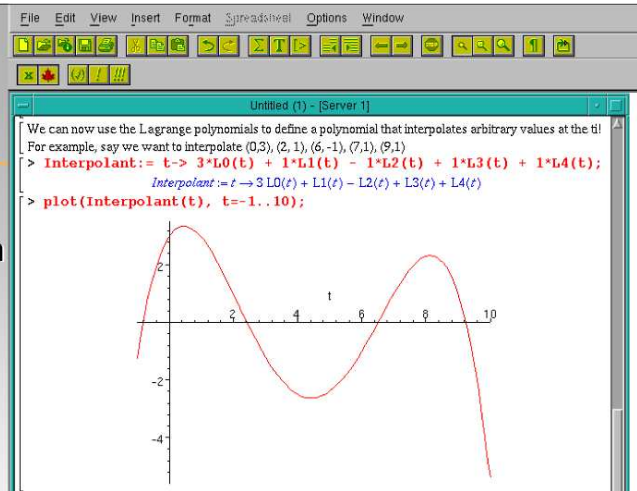 File Edit View Insert Format Spreadsheet Options Window
Untitled (1) - [Server 1]
We can now use the Lagrange polynomials to define a polynomial that interpolates arbitrary values at the ti!
For example, say we want to interpolate (0,3), (2, 1), (6, -1), (7,1), (9,1)
> Interpolant:= t-> 3*L0(t) + 1*L1(t) - 1*L2(t) + 1*L3(t) + 1*L4(t);
Interpolant := t → 3 L0(t) + L1(t) − L2(t) + L3(t) + L4(t)
> plot(Interpolant(t), t=-1..10);
2
t
2 4 6 8 10
-2
-4